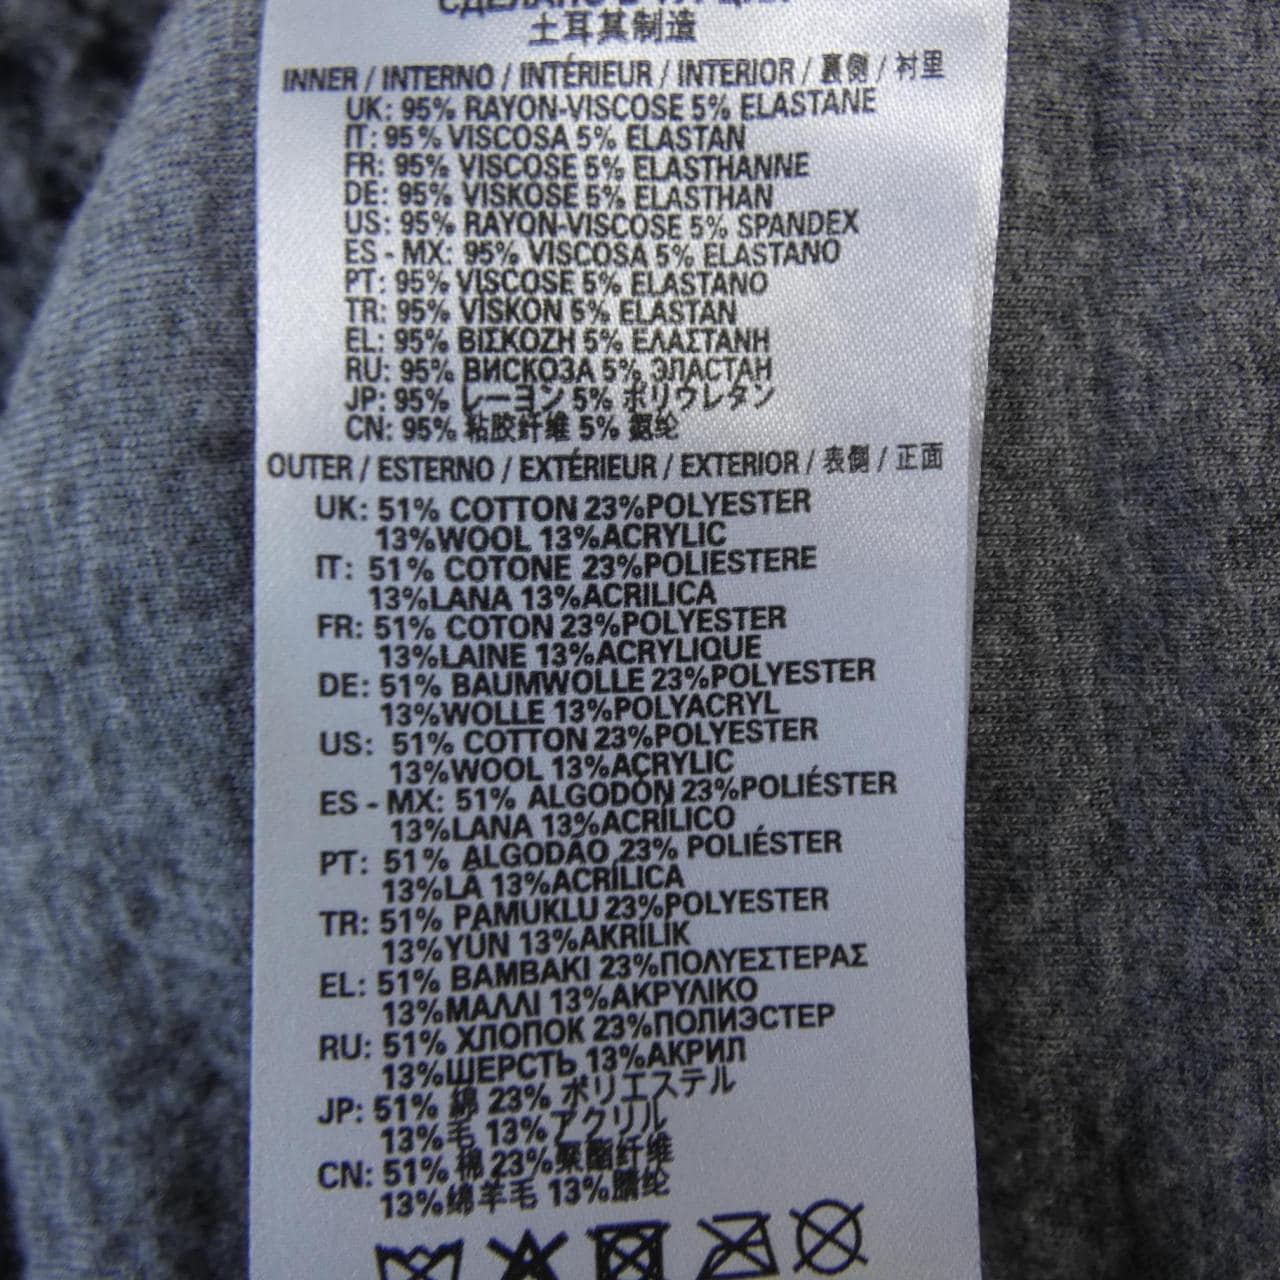 СДЕЛАНО В ТУРЦИИ
土耳其制造
INNER / INTERNO / INTÉRIEUR / INTERIOR / 裏側 / 衬里
UK: 95% RAYON-VISCOSE 5% ELASTANE
IT: 95% VISCOSA 5% ELASTAN
FR: 95% VISCOSE 5% ELASTHANNE
DE: 95% VISKOSE 5% ELASTHAN
US: 95% RAYON-VISCOSE 5% SPANDEX
ES - MX: 95% VISCOSA 5% ELASTANO
PT: 95% VISCOSE 5% ELASTANO
TR: 95% VİSKON 5% ELASTAN
EL: 95% ΒΙΣΚΟΖΗ 5% ΕΛΑΣΤΑΝΗ
RU: 95% ВИСКОЗА 5% ЭЛАСТАН
JP: 95% レーヨン 5% ポリウレタン
CN: 95% 粘胶纤维 5% 氨纶
OUTER / ESTERNO / EXTÉRIEUR / EXTERIOR / 表側 / 正面
UK: 51% COTTON 23%POLYESTER
13%WOOL 13%ACRYLIC
IT: 51% COTONE 23%POLIESTERE
13%LANA 13%ACRILICA
FR: 51% COTON 23%POLYESTER
13%LAINE 13%ACRYLIQUE
DE: 51% BAUMWOLLE 23%POLYESTER
13%WOLLE 13%POLYACRYL
US: 51% COTTON 23%POLYESTER
13%WOOL 13%ACRYLIC
ES - MX: 51% ALGODÓN 23%POLIÉSTER
13%LANA 13%ACRÍLICO
PT: 51% ALGODÃO 23% POLIÉSTER
13%LÃ 13%ACRÍLICA
TR: 51% PAMUKLU 23%POLYESTER
13%YÜN 13%AKRİLİK
EL: 51% ΒΑΜΒΑΚΙ 23%ΠΟΛΥΕΣΤΕΡΑΣ
13%ΜΑΛΛΙ 13%ΑΚΡΥΛΙΚΟ
RU: 51% ХЛОПОК 23%ПОЛИЭСТЕР
13%ШЕРСТЬ 13%АКРИЛ
JP: 51% 綿 23% ポリエステル
13%毛 13%アクリル
CN: 51% 棉 23%聚酯纤维
13%绵羊毛 13%腈纶